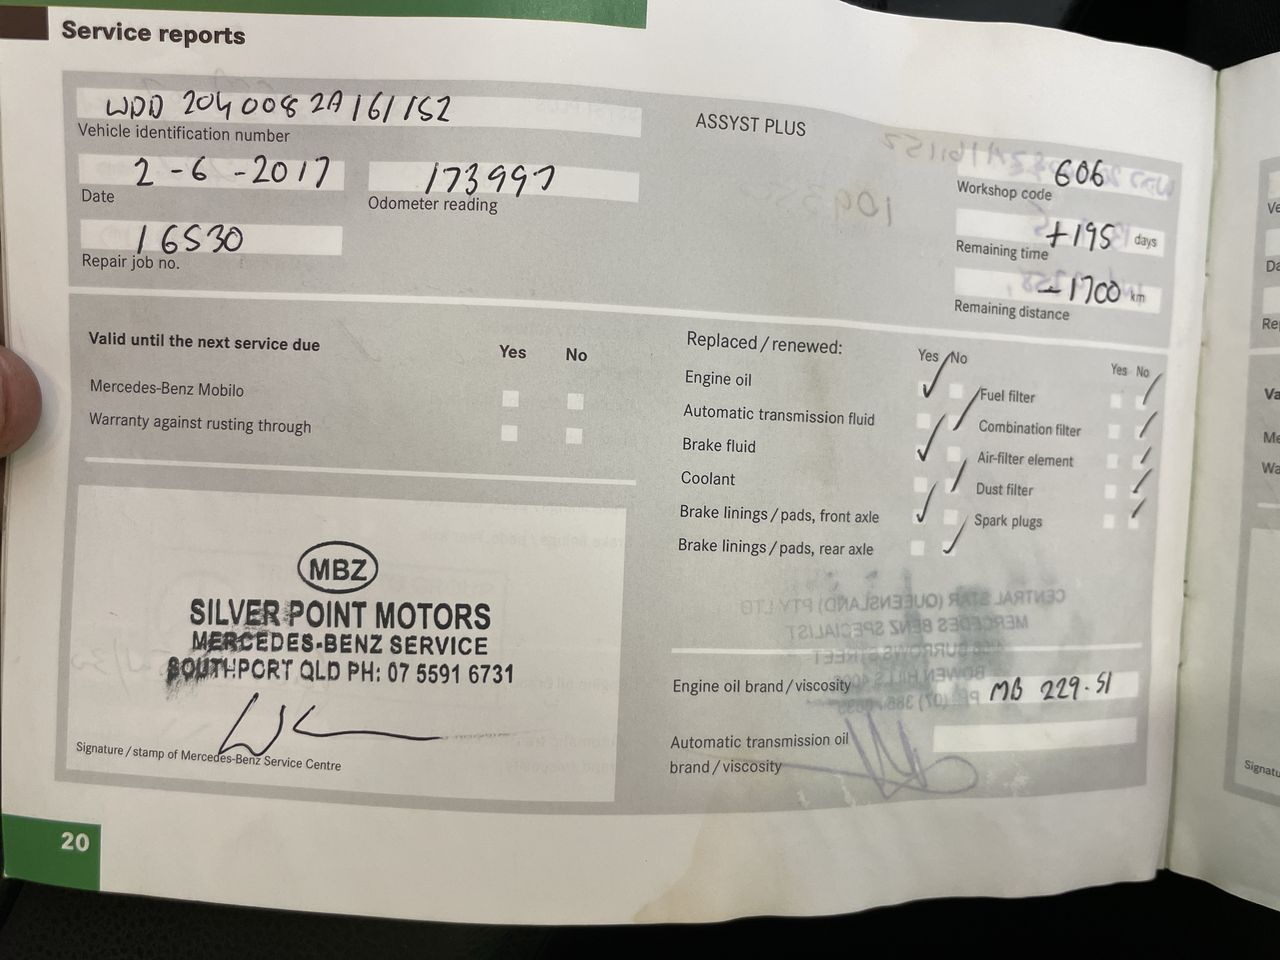 Service reports
WDD 204 008 2A 161 152
Vehicle identification number
ASSYST PLUS
2-6-2017
Date
173997
Odometer reading
606
Workshop code
16530
Repair job no.
+195 days
Remaining time
-1700 km
Remaining distance
Valid until the next service due
Yes No
Mercedes-Benz Mobilo
Warranty against rusting through
Replaced/renewed:
Yes No
Engine oil
Automatic transmission fluid
Brake fluid
Coolant
Brake linings/pads, front axle
Brake linings/pads, rear axle
Yes No
Fuel filter
Combination filter
Air-filter element
Dust filter
Spark plugs
MBZ
SILVER POINT MOTORS
MERCEDES-BENZ SERVICE
SOUTHPORT QLD PH: 07 5591 6731
Signature/stamp of Mercedes-Benz Service Centre
Engine oil brand/viscosity
MB 229.51
Automatic transmission oil
brand/viscosity
20